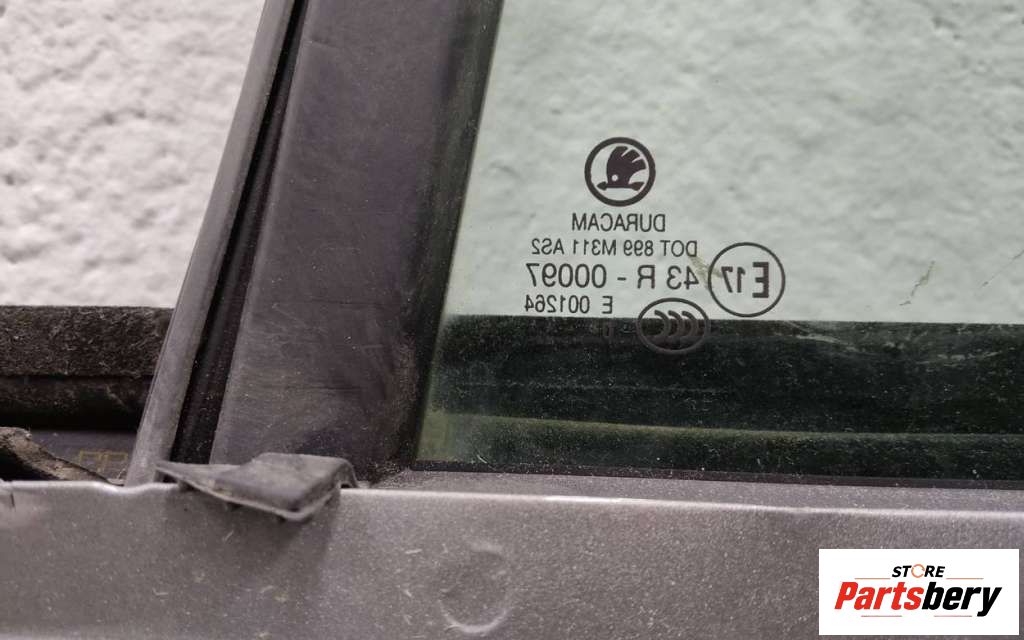 DURACAM
DOT 899 M311 AS2
E17 43 R - 00097
E 001264
STORE
Partsbery